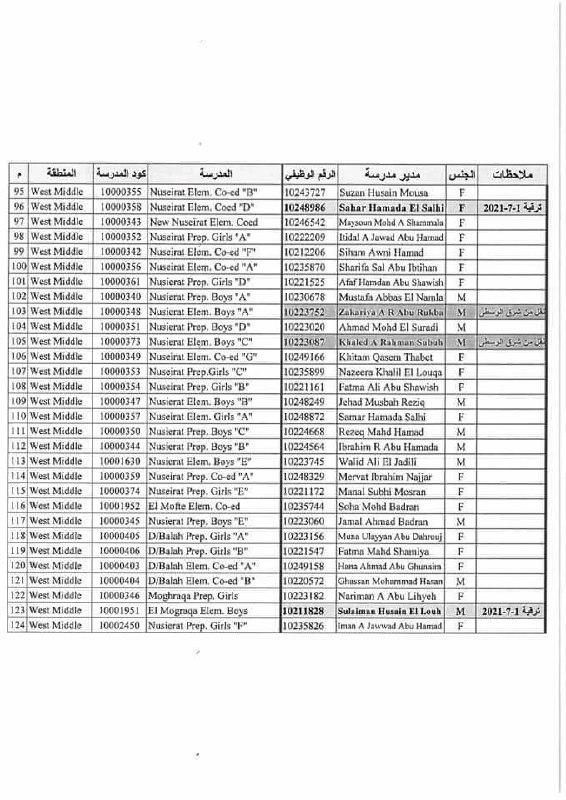 م المنطقة كود المدرسة المدرسة الرقم الوظيفي مدير مدرسة الجنس ملاحظات
95 West Middle 10000355 Nuseirat Elem. Co-ed "B" 10243727 Suzan Husain Mousa F
96 West Middle 10000358 Nuseirat Elem. Coed "D" 10248986 Sahar Hamada El Salhi F ترقية 1-7-2021
97 West Middle 10000343 New Nuseirat Elem. Coed 10246542 Maysoun Mohd A Shammala F
98 West Middle 10000352 Nuseirat Prep. Girls "A" 10222209 Itidal A Jawad Abu Hamad F
99 West Middle 10000342 Nuseirat Elem. Co-ed "F" 10212206 Siham Awni Hamad F
100 West Middle 10000356 Nuseirat Elem. Co-ed "A" 10235870 Sharifa Sal Abu Ibtihan F
101 West Middle 10000361 Nusierat Prep. Girls "D" 10221525 Afaf Hamdan Abu Shawish F
102 West Middle 10000340 Nusierat Prep. Boys "A" 10230678 Mustafa Abbas El Namla M
103 West Middle 10000348 Nuseirat Elem. Boys "A" 10223752 Zakariya A R Abu Rukba M نقل من شرق الوسطى
104 West Middle 10000351 Nuseirat Prep. Boys "D" 10223020 Ahmad Mohd El Suradi M
105 West Middle 10000373 Nuseirat Elem. Boys "C" 10223087 Khaled A Rahman Subuh M نقل من شرق الوسطى
106 West Middle 10000349 Nuseirat Elem. Co-ed "G" 10249166 Khitam Qasem Thabet F
107 West Middle 10000353 Nuseirat Prep.Girls "C" 10235899 Nazeera Khalil El Louqa F
108 West Middle 10000354 Nuseirat Prep. Girls "B" 10221161 Fatma Ali Abu Shawish F
109 West Middle 10000347 Nuseirat Elem. Boys "B" 10248249 Jehad Musbah Reziq M
110 West Middle 10000357 Nuseirat Elem. Girls "A" 10248872 Samar Hamada Salhi F
111 West Middle 10000350 Nusierat Prep. Boys "C" 10224668 Rezeq Mahd Hamad M
112 West Middle 10000344 Nusierat Prep. Boys "B" 10224564 Ibrahim R Abu Hamada M
113 West Middle 10001630 Nusierat Elem. Boys "E" 10223745 Walid Ali El Jadili M
114 West Middle 10000359 Nuseirat Prep. Co-ed "A" 10248329 Mervat Ibrahim Najjar F
115 West Middle 10000374 Nuseirat Prep. Girls "E" 10221172 Manal Subhi Mosran F
116 West Middle 10001952 El Mofte Elem. Co-ed 10235744 Soha Mohd Badran F
117 West Middle 10000345 Nusierat Prep. Boys "E" 10223060 Jamal Ahmad Badran M
118 West Middle 10000405 D/Balah Prep. Girls "A" 10223156 Muna Ulayyan Abu Dahrouj F
119 West Middle 10000406 D/Balah Prep. Girls "B" 10221547 Fatma Mahd Shamiya F
120 West Middle 10000403 D/Balah Elem. Co-ed "A" 10249158 Hana Ahmad Abu Ghunaim F
121 West Middle 10000404 D/Balah Elem. Co-ed "B" 10220572 Ghassan Mohammad Hasan M
122 West Middle 10000346 Moghraqa Prep. Girls 10223182 Nariman A Abu Lihyeh F
123 West Middle 10001951 El Mograqa Elem. Boys 10211828 Sulaiman Husain El Louh M ترقية 1-7-2021
124 West Middle 10002450 Nusierat Prep. Girls "F" 10235826 Iman A Jawwad Abu Hamad F